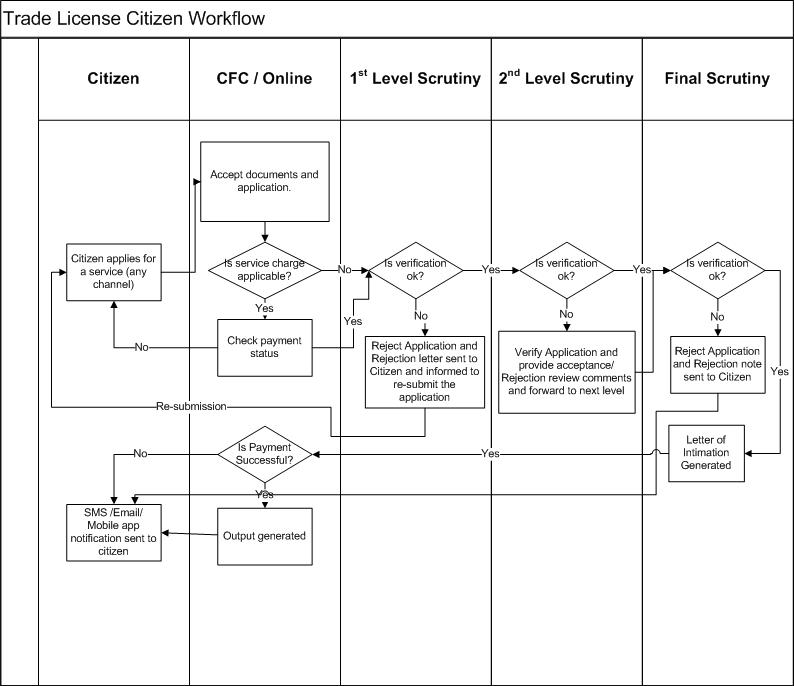 Trade License Citizen Workflow
Citizen
CFC / Online
1st Level Scrutiny
2nd Level Scrutiny
Final Scrutiny
Accept documents and
application.
Citizen applies for
a service (any
channel)
Is service charge
applicable?
No
Is verification
ok?
Yes
Is verification
ok?
Yes
Is verification
ok?
Yes
No
No
No
Yes
Check payment
status
No
Yes
Reject Application and
Rejection letter sent to
Citizen and informed to
re-submit the
application
Verify Application and
provide acceptance/
Rejection review comments
and forward to next level
Reject Application
and Rejection note
sent to Citizen
Re-submission
Is Payment
Successful?
No
Yes
Yes
Letter of
Intimation
Generated
SMS /Email/
Mobile app
notification sent to
citizen
Output generated